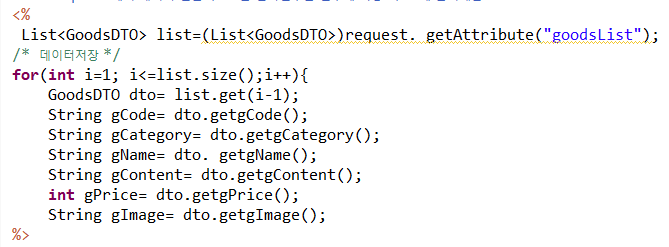 <%
List<GoodsDTO> list=(List<GoodsDTO>)request. getAttribute("goodsList");
/* 데이터저장 */
for(int i=1; i<=list.size();i++){
GoodsDTO dto= list.get(i-1);
String gCode= dto.getgCode();
String gCategory= dto.getgCategory();
String gName= dto. getgName();
String gContent= dto.getgContent();
int gPrice= dto.getgPrice();
String gImage= dto.getgImage();
%>